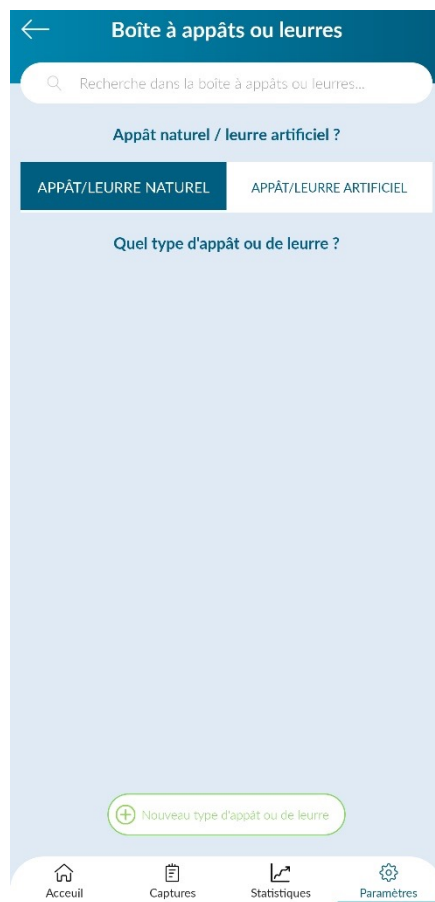 Boîte à appâts ou leurres
Recherche dans la boîte à appâts ou leurres...
Appât naturel / leurre artificiel ?
APPÂT/LEURRE NATUREL
APPÂT/LEURRE ARTIFICIEL
Quel type d'appât ou de leurre ?
Nouveau type d'appât ou de leurre
Acceuil
Captures
Statistiques
Paramètres